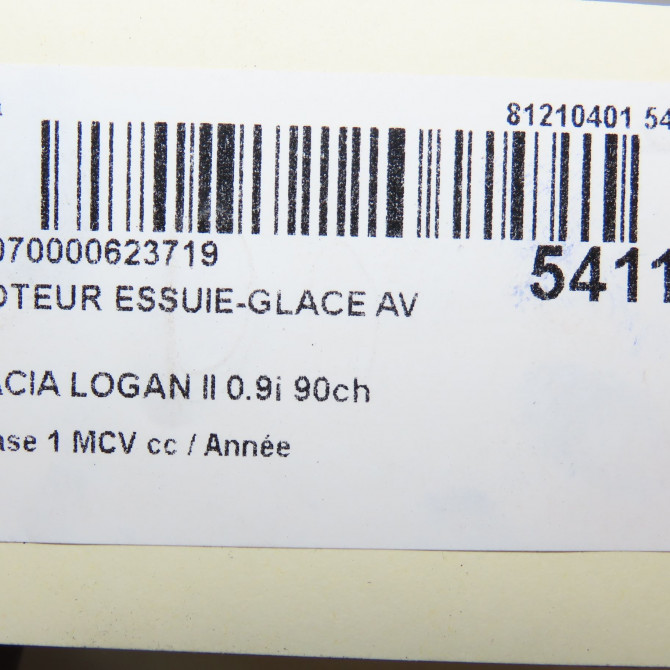 81210401 54
070000623719
5411
OTEUR ESSUIE-GLACE AV
ACIA LOGAN II 0.9i 90ch
ase 1 MCV cc / Année